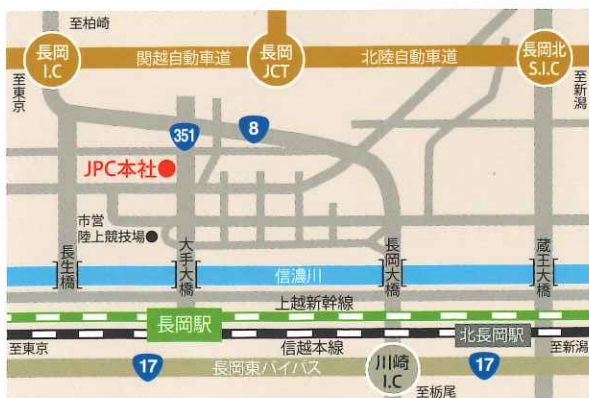 至柏崎
長岡
I.C
関越自動車道
長岡
JCT
北陸自動車道
長岡北
S.I.C
至東京
至新潟
351
8
JPC本社
市営
陸上競技場
長生橋
大手大橋
長岡大橋
蔵王大橋
信濃川
上越新幹線
長岡駅
北長岡駅
至東京
信越本線
至新潟
17
長岡東バイパス
川崎
I.C
17
至栃尾